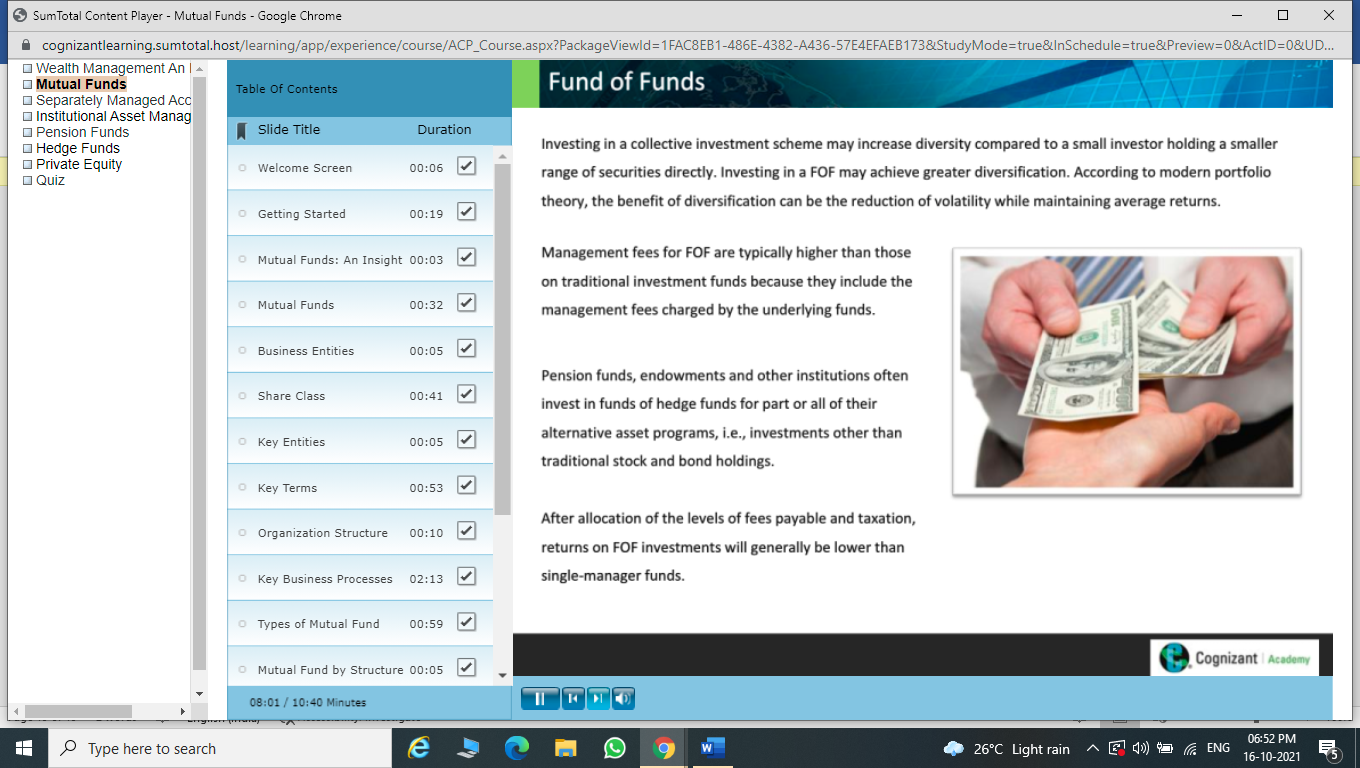 SumTotal Content Player - Mutual Funds - Google Chrome
cognizantlearning.sumtotal.host/learning/app/experience/course/ACP_Course.aspx?PackageViewId=1FAC8EB1-486E-4382-A436-57E4EFAEB173&StudyMode=true&InSchedule=true&Preview=0&ActID=0&UD...
Wealth Management An I
Mutual Funds
Separately Managed Acc
Institutional Asset Manag
Pension Funds
Hedge Funds
Private Equity
Quiz
Table Of Contents
Slide Title Duration
Welcome Screen 00:06
Getting Started 00:19
Mutual Funds: An Insight 00:03
Mutual Funds 00:32
Business Entities 00:05
Share Class 00:41
Key Entities 00:05
Key Terms 00:53
Organization Structure 00:10
Key Business Processes 02:13
Types of Mutual Fund 00:59
Mutual Fund by Structure 00:05
08:01 / 10:40 Minutes
Fund of Funds
Investing in a collective investment scheme may increase diversity compared to a small investor holding a smaller
range of securities directly. Investing in a FOF may achieve greater diversification. According to modern portfolio
theory, the benefit of diversification can be the reduction of volatility while maintaining average returns.
Management fees for FOF are typically higher than those
on traditional investment funds because they include the
management fees charged by the underlying funds.
Pension funds, endowments and other institutions often
invest in funds of hedge funds for part or all of their
alternative asset programs, i.e., investments other than
traditional stock and bond holdings.
After allocation of the levels of fees payable and taxation,
returns on FOF investments will generally be lower than
single-manager funds.
Cognizant | Academy
Type here to search
26°C Light rain
ENG
06:52 PM
16-10-2021
5